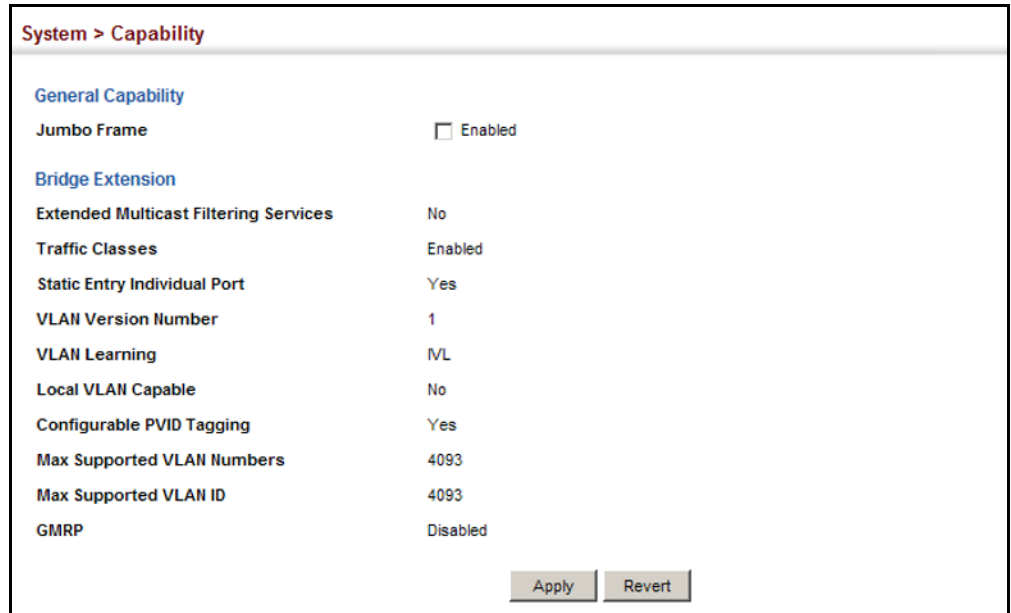 System > Capability
General Capability
Jumbo Frame Enabled
Bridge Extension
Extended Multicast Filtering Services No
Traffic Classes Enabled
Static Entry Individual Port Yes
VLAN Version Number 1
VLAN Learning IVL
Local VLAN Capable No
Configurable PVID Tagging Yes
Max Supported VLAN Numbers 4093
Max Supported VLAN ID 4093
GMRP Disabled
Apply Revert